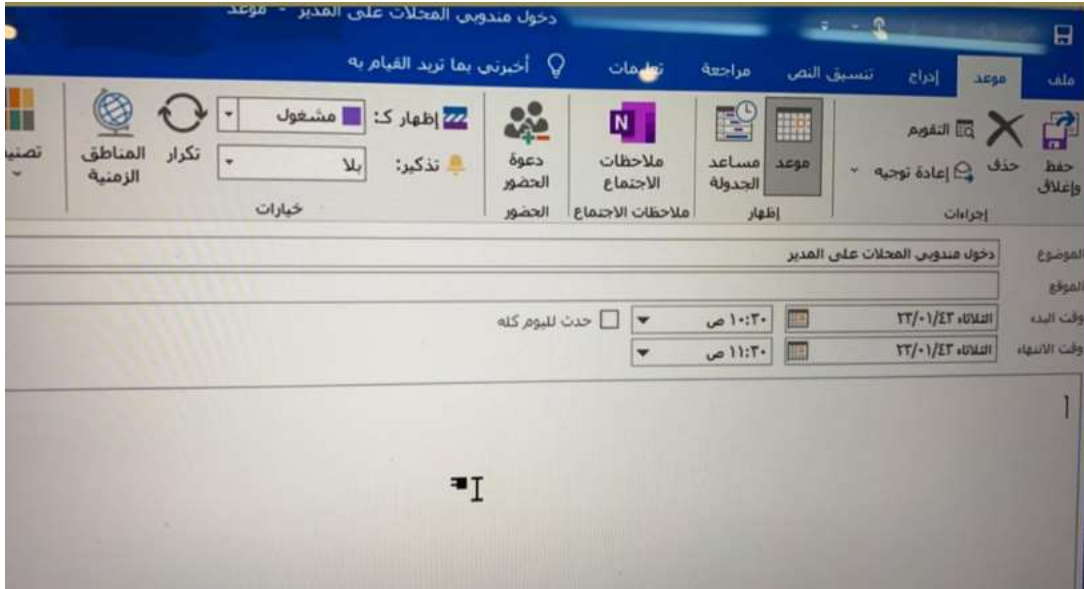 دخول مندوبي المحلات على المدير - موعد
ملف موعد إدراج تنسيق النص مراجعة تعليمات أخبرني بما تريد القيام به
حفظ وإغلاق
حذف
التقويم
إعادة توجيه
إجراءات
موعد
مساعد الجدولة
إظهار
N
ملاحظات الاجتماع
ملاحظات الاجتماع
دعوة الحضور
الحضور
إظهار ك: مشغول
تذكير: بلا
تكرار
المناطق الزمنية
خيارات
الموضوع دخول مندوبي المحلات على المدير
الموقع
وقت البدء الثلاثاء ٢٣/٠١/٤٣ ١٠:٣٠ ص حدث لليوم كله
وقت الانتهاء الثلاثاء ٢٣/٠١/٤٣ ١١:٣٠ ص